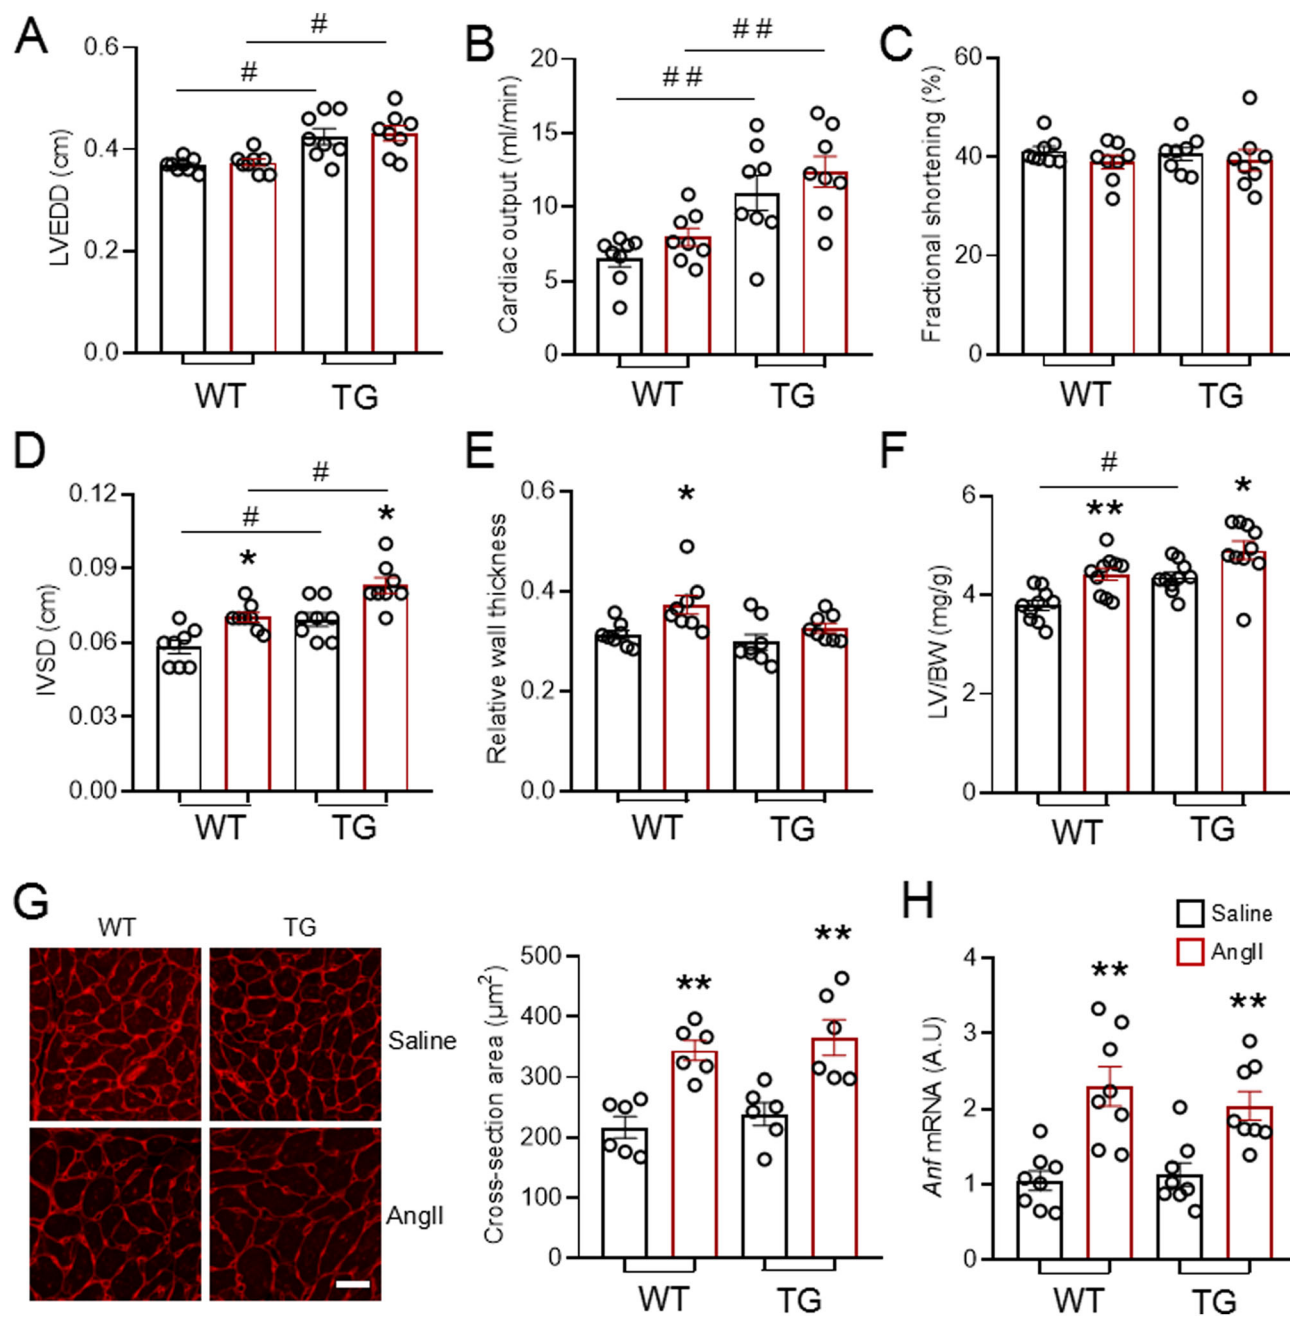 A
LVEDD (cm)
0.6
0.4
0.2
0.0
#
#
WT
TG
B
Cardiac output (ml/min)
20
15
10
5
0
# #
# #
WT
TG
C
Fractional shortening (%)
60
40
20
0
WT
TG
D
IVSD (cm)
0.12
0.09
0.06
0.03
0.00
#
#
*
*
WT
TG
E
Relative wall thickness
0.6
0.4
0.2
0.0
*
WT
TG
F
LV/BW (mg/g)
6
4
2
0
#
**
*
WT
TG
G
WT
TG
Saline
AngII
Cross-section area (µm²)
500
400
300
200
100
0
**
**
WT
TG
H
Saline
AngII
Anf mRNA (A.U)
4
3
2
1
0
**
**
WT
TG